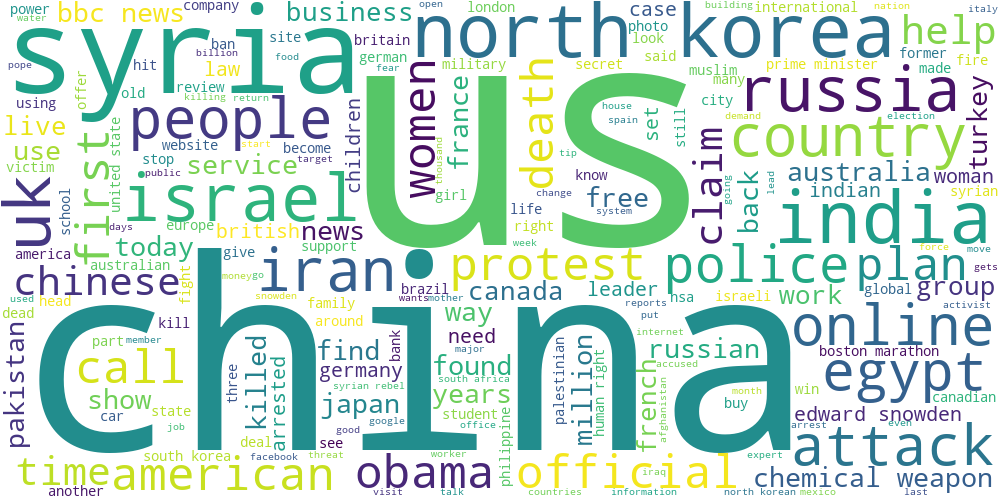 power
company
bbc news
business
london
case
international
building
nation
italy
water
open
syria
north korea
help
site
britain
photo
look
ban
billion
german
said
former
made
many
muslim
fire
prime minister
pope
hit
law
food
fear
military
secret
review
killing
return
offer
old
using
us
women
france
death
russia
city
live
people
children
set
still
house
spain
demand
election
country
turkey
use
first
united state
website
become
stop
target
thousand
victim
public
start
service
girl
tip
know
change
claim
back
going
lead
australia
woman
uk
school
israel
life
free
system
indian
syrian
days
europe
right
india
british
news
week
force
move
today
support
america
give
australian
iran
protest
police
plan
gets
chinese
fight
money
go
brazil
canada
leader
nsa
global
group
used
head
snowden
family
wants
mother
reports
work
israeli
activist
dead
around
way
put
china
kill
bank
need
internet
online
part
member
find
major
accused
russian
boston marathon
pakistan
call
three
killed
arrested
germany
found
south africa
palestinian
million
human right
french
afghanistan
egypt
syrian rebel
win
canadian
show
car
state
japan
google
years
month
buy
job
deal
good
student
office
philippine
edward snowden
south korea
facebook
see
worker
arrest
even
time
american
threat
obama
official
iraq
expert
attack
chemical weapon
another
visit
talk
countries
information
north korean
mexico
last